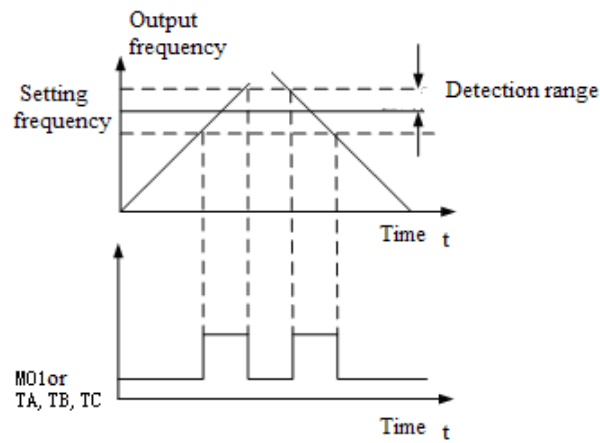 Output
frequency
Setting
frequency
Detection range
Time t
MO1or
TA, TB, TC
Time t